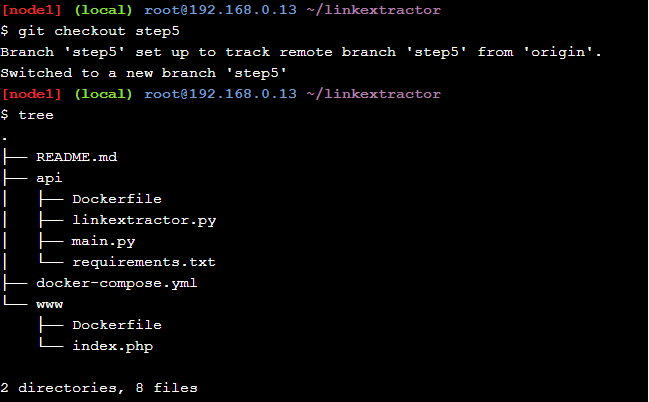 [node1] (local) root@192.168.0.13 ~/linkextractor
$ git checkout step5
Branch 'step5' set up to track remote branch 'step5' from 'origin'.
Switched to a new branch 'step5'
[node1] (local) root@192.168.0.13 ~/linkextractor
$ tree
.
├── README.md
├── api
│   ├── Dockerfile
│   ├── linkextractor.py
│   ├── main.py
│   └── requirements.txt
├── docker-compose.yml
└── www
    ├── Dockerfile
    └── index.php

2 directories, 8 files